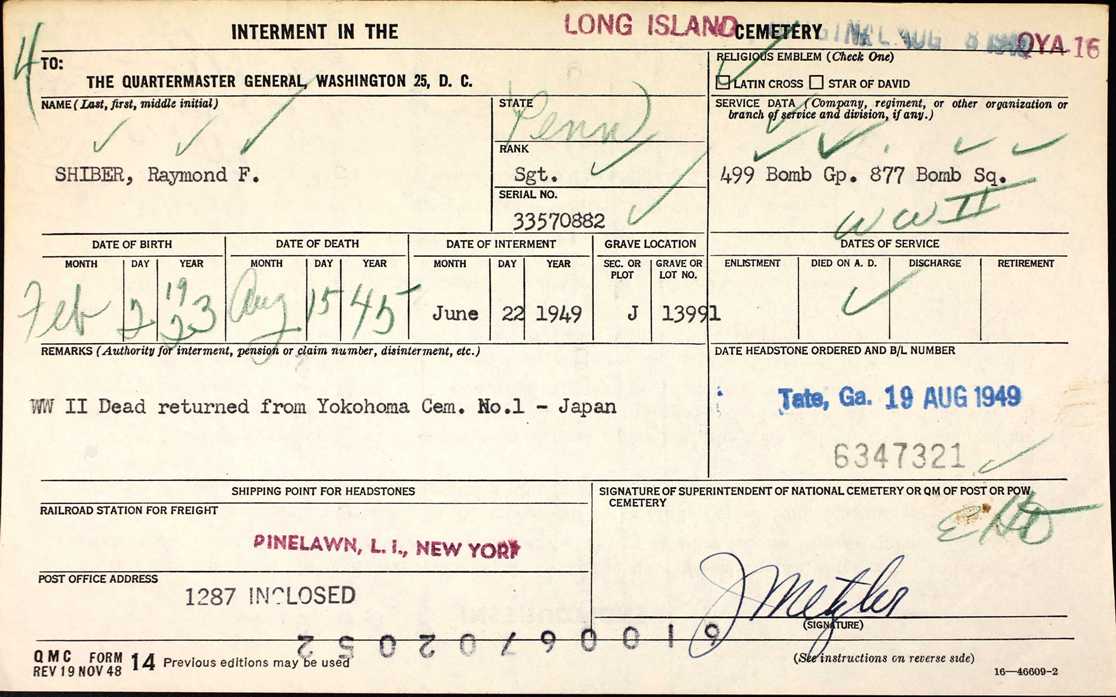 INTERMENT IN THE LONG ISLAND CEMETERY
AUG 8 1949 QYA 16
4
TO:
THE QUARTERMASTER GENERAL, WASHINGTON 25, D. C.
RELIGIOUS EMBLEM (Check One)
LATIN CROSS STAR OF DAVID
NAME (Last, first, middle initial)
SHIBER, Raymond F.
STATE
Penn
RANK
Sgt.
SERIAL NO.
33570882
SERVICE DATA (Company, regiment, or other organization or
branch of service and division, if any.)
499 Bomb Gp. 877 Bomb Sq.
WW II
DATE OF BIRTH DATE OF DEATH DATE OF INTERMENT GRAVE LOCATION DATES OF SERVICE
MONTH DAY YEAR MONTH DAY YEAR MONTH DAY YEAR SEC. OR PLOT GRAVE OR LOT NO. ENLISTMENT DIED ON A. D. DISCHARGE RETIREMENT
Feb 2 1923 Aug 15 45 June 22 1949 J 13991
REMARKS (Authority for interment, pension or claim number, disinterment, etc.)
WW II Dead returned from Yokohoma Cem. No.1 - Japan
DATE HEADSTONE ORDERED AND B/L NUMBER
Tate, Ga. 19 AUG 1949
6347321
SHIPPING POINT FOR HEADSTONES
RAILROAD STATION FOR FREIGHT
PINELAWN, L. I., NEW YORK
POST OFFICE ADDRESS
1287 INCLOSED
SIGNATURE OF SUPERINTENDENT OF NATIONAL CEMETERY OR QM OF POST OR POW
CEMETERY
J Metzler
(SIGNATURE)
(See instructions on reverse side)
QMC FORM 14 Previous editions may be used
REV 19 NOV 48
16—46609-2